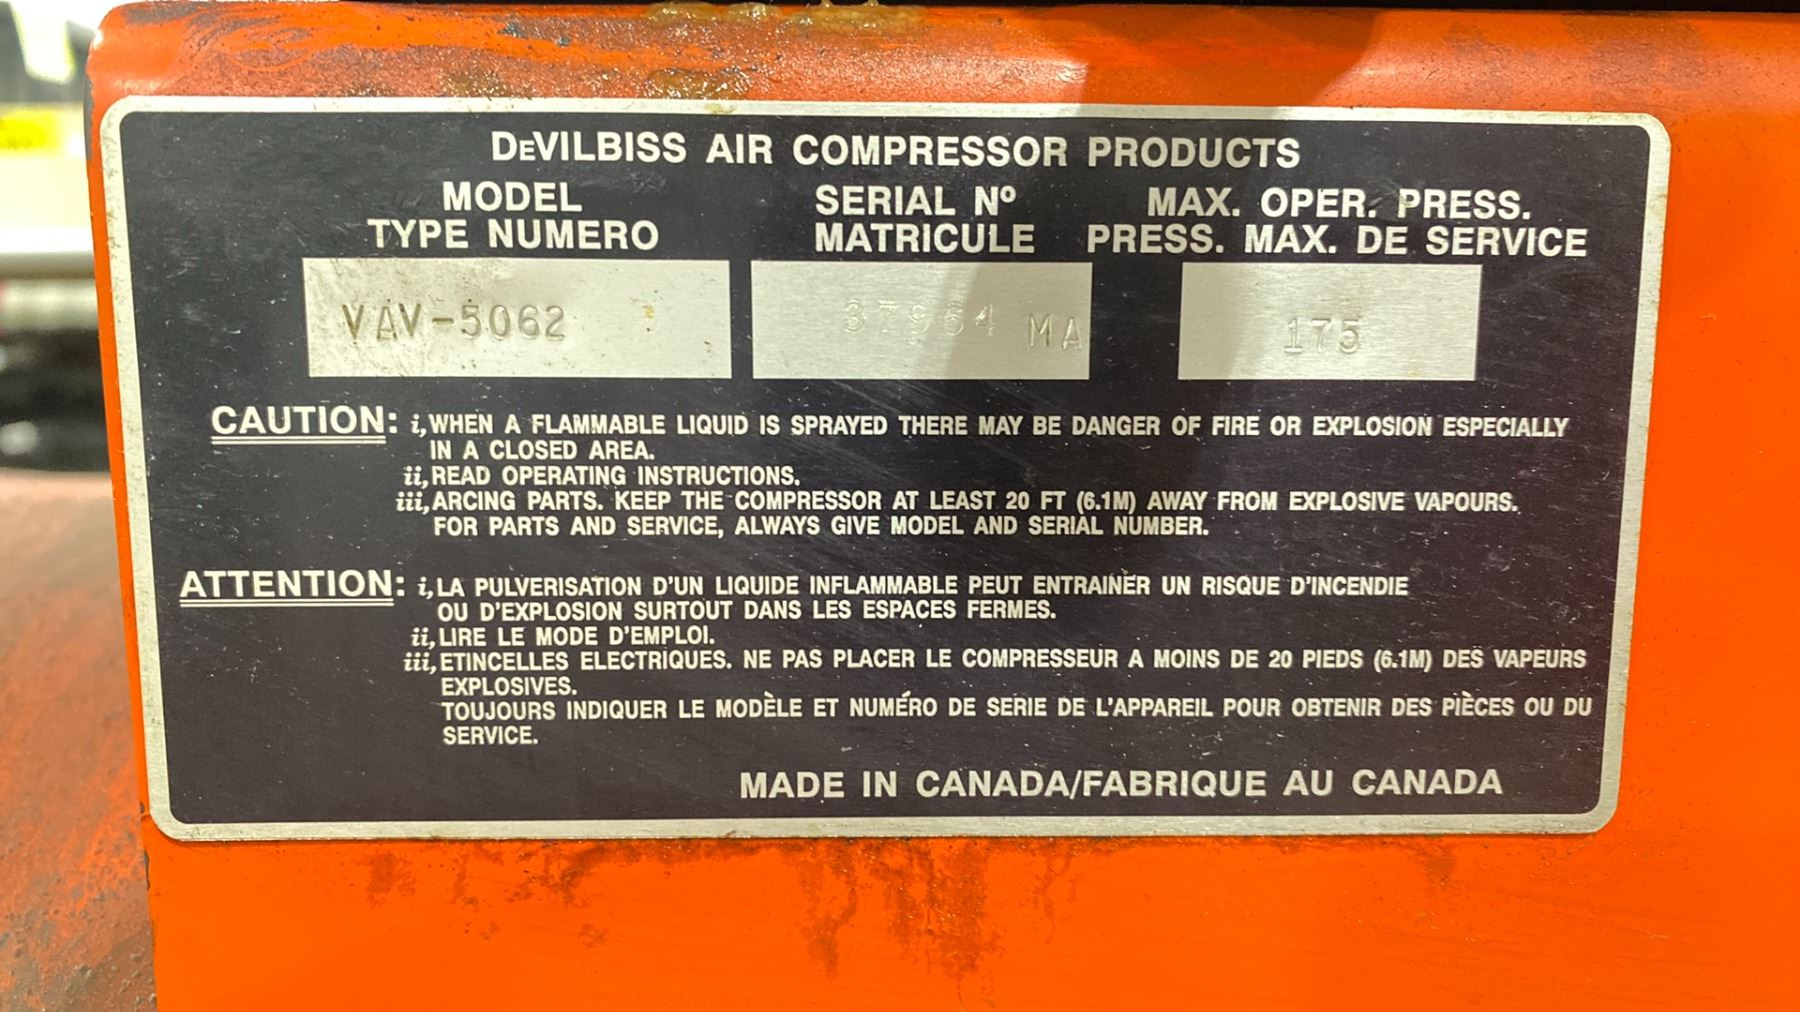 DeVILBISS AIR COMPRESSOR PRODUCTS
MODEL
TYPE NUMERO
SERIAL Nº
MATRICULE
MAX. OPER. PRESS.
PRESS. MAX. DE SERVICE
VAV-5062
37964 MA
175
CAUTION: i, WHEN A FLAMMABLE LIQUID IS SPRAYED THERE MAY BE DANGER OF FIRE OR EXPLOSION ESPECIALLY
IN A CLOSED AREA.
ii, READ OPERATING INSTRUCTIONS.
iii, ARCING PARTS. KEEP THE COMPRESSOR AT LEAST 20 FT (6.1M) AWAY FROM EXPLOSIVE VAPOURS.
FOR PARTS AND SERVICE, ALWAYS GIVE MODEL AND SERIAL NUMBER.
ATTENTION: i, LA PULVERISATION D'UN LIQUIDE INFLAMMABLE PEUT ENTRAINER UN RISQUE D'INCENDIE
OU D'EXPLOSION SURTOUT DANS LES ESPACES FERMES.
ii, LIRE LE MODE D'EMPLOI.
iii, ETINCELLES ELECTRIQUES. NE PAS PLACER LE COMPRESSEUR A MOINS DE 20 PIEDS (6.1M) DES VAPEURS
EXPLOSIVES.
TOUJOURS INDIQUER LE MODÈLE ET NUMÉRO DE SERIE DE L'APPAREIL POUR OBTENIR DES PIÈCES OU DU
SERVICE.
MADE IN CANADA/FABRIQUE AU CANADA